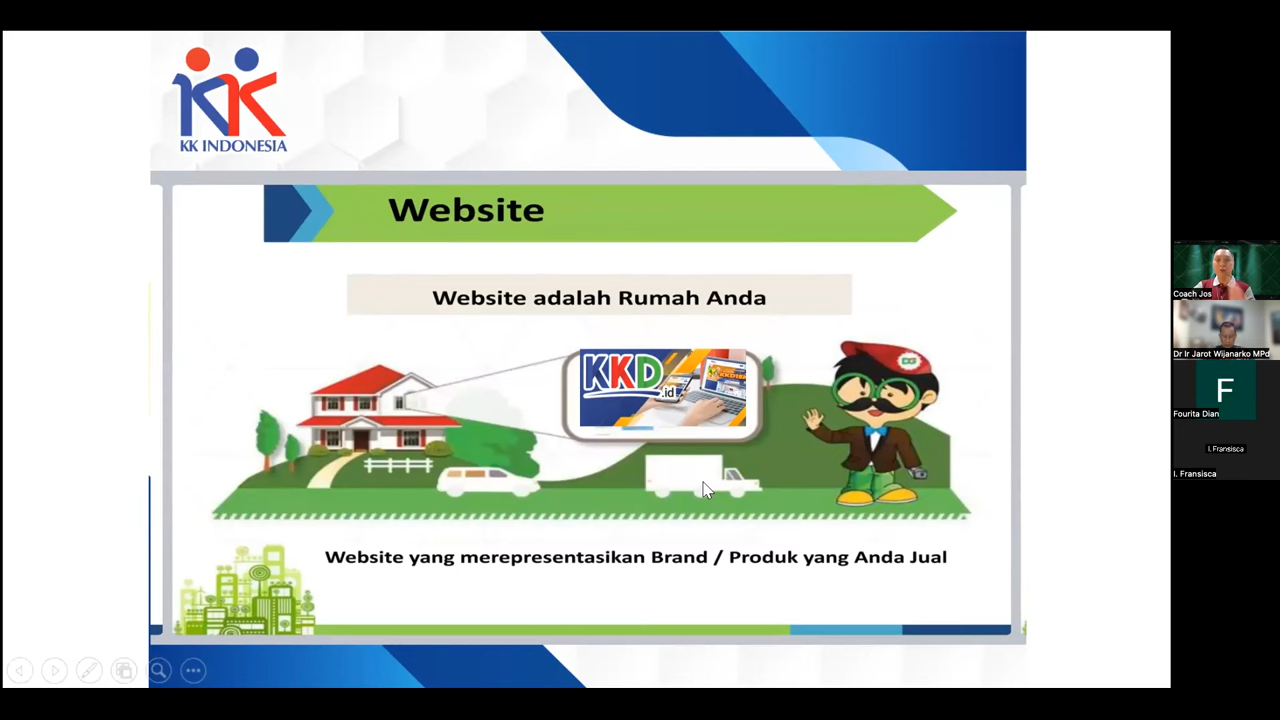 KK INDONESIA
Website
Website adalah Rumah Anda
KKD
.id
DG
Website yang merepresentasikan Brand / Produk yang Anda Jual
Coach Jos
Dr Ir Jarot Wijanarko MPd
F
Fourita Dian
I. Fransisca
I. Fransisca